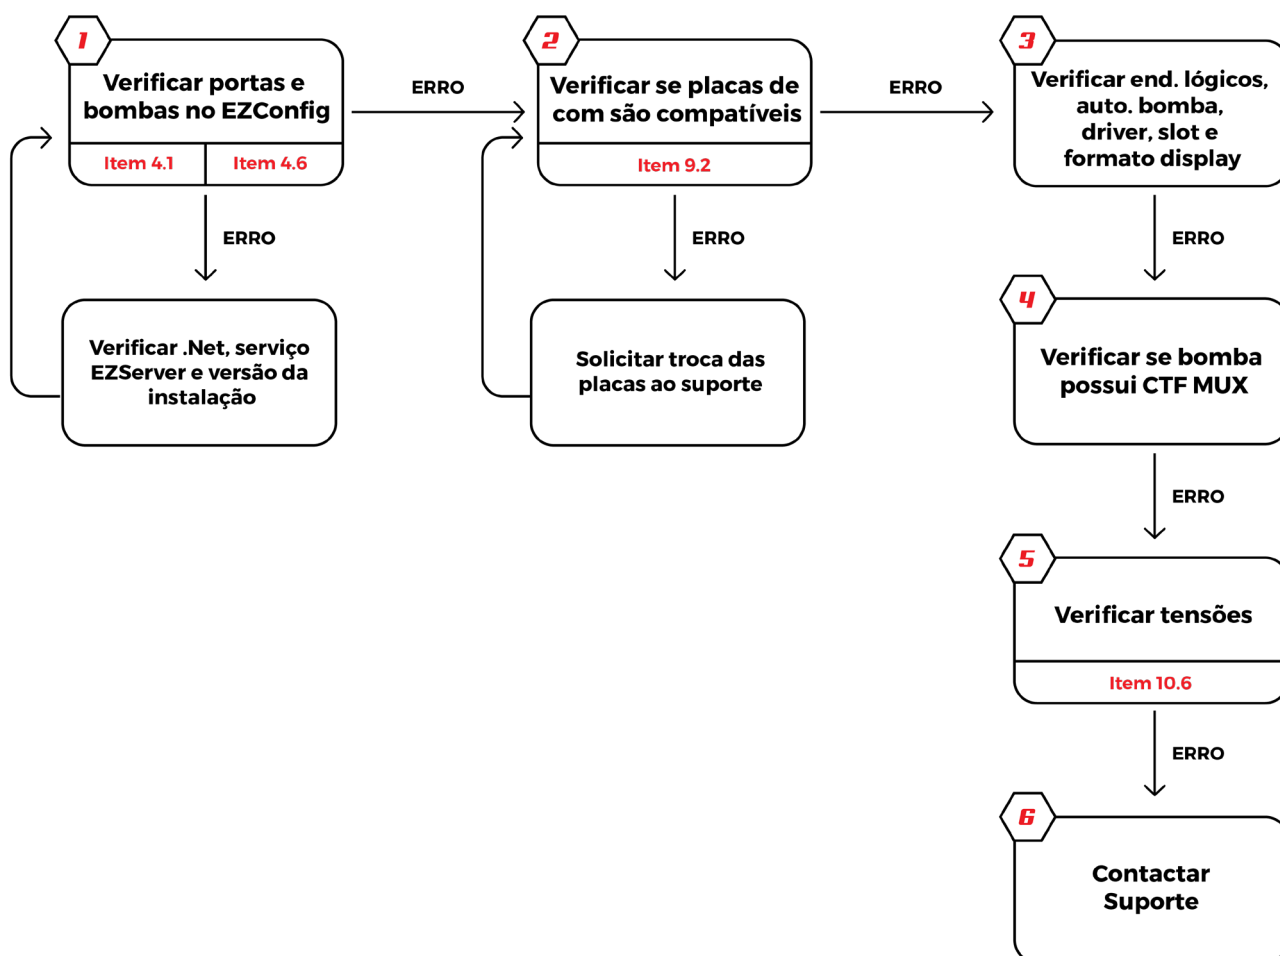 1
Verificar portas e
bombas no EZConfig
Item 4.1
Item 4.6
ERRO
ERRO
Verificar .Net, serviço
EZServer e versão da
instalação
2
Verificar se placas de
com são compatíveis
Item 9.2
ERRO
ERRO
Solicitar troca das
placas ao suporte
3
Verificar end. lógicos,
auto. bomba,
driver, slot e
formato display
ERRO
4
Verificar se bomba
possui CTF MUX
ERRO
5
Verificar tensões
Item 10.6
ERRO
6
Contactar
Suporte